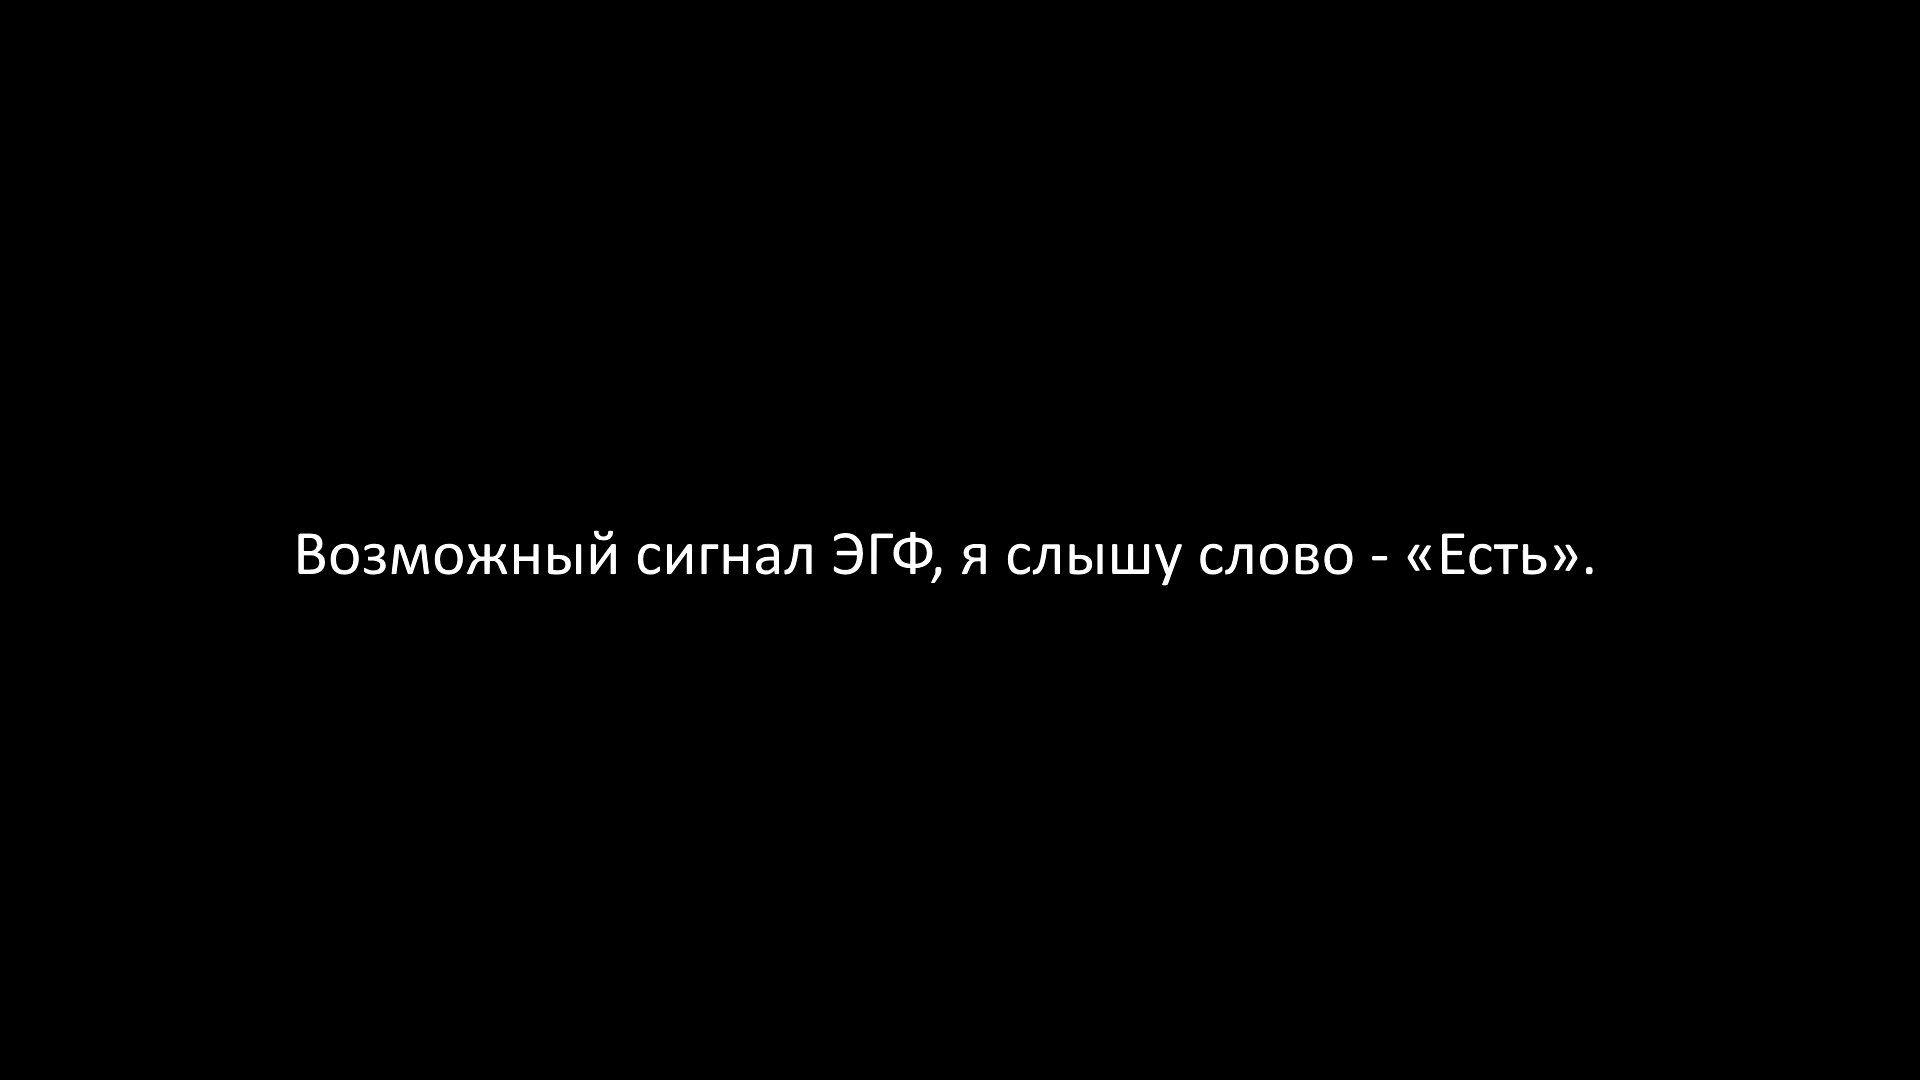 Возможный сигнал ЭГФ, я слышу слово - «Есть».